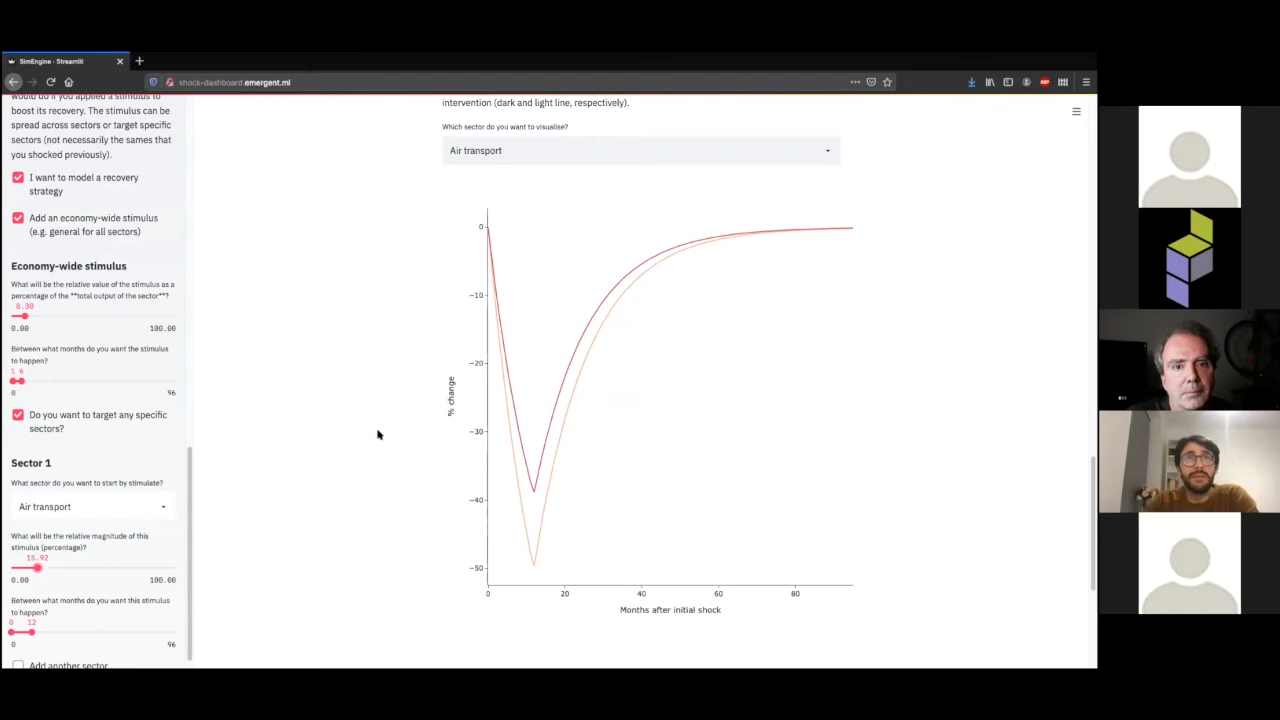 SimEngine · Streamlit
shock-dashboard.emergent.ml
ABP
would do if you applied a stimulus to
boost its recovery. The stimulus can be
spread across sectors or target specific
sectors (not necessarily the sames that
you shocked previously).
I want to model a recovery
strategy
Add an economy-wide stimulus
(e.g. general for all sectors)
Economy-wide stimulus
What will be the relative value of the stimulus as a
percentage of the **total output of the sector**?
8.30
0.00 100.00
Between what months do you want the stimulus
to happen?
1 6
0 96
Do you want to target any specific
sectors?
Sector 1
What sector do you want to start by stimulate?
Air transport
What will be the relative magnitude of this
stimulus (percentage)?
15.92
0.00 100.00
Between what months do you want this stimulus
to happen?
0 12
0 96
Add another sector
intervention (dark and light line, respectively).
Which sector do you want to visualise?
Air transport
0
−10
−20
−30
−40
−50
% change
0 20 40 60 80
Months after initial shock